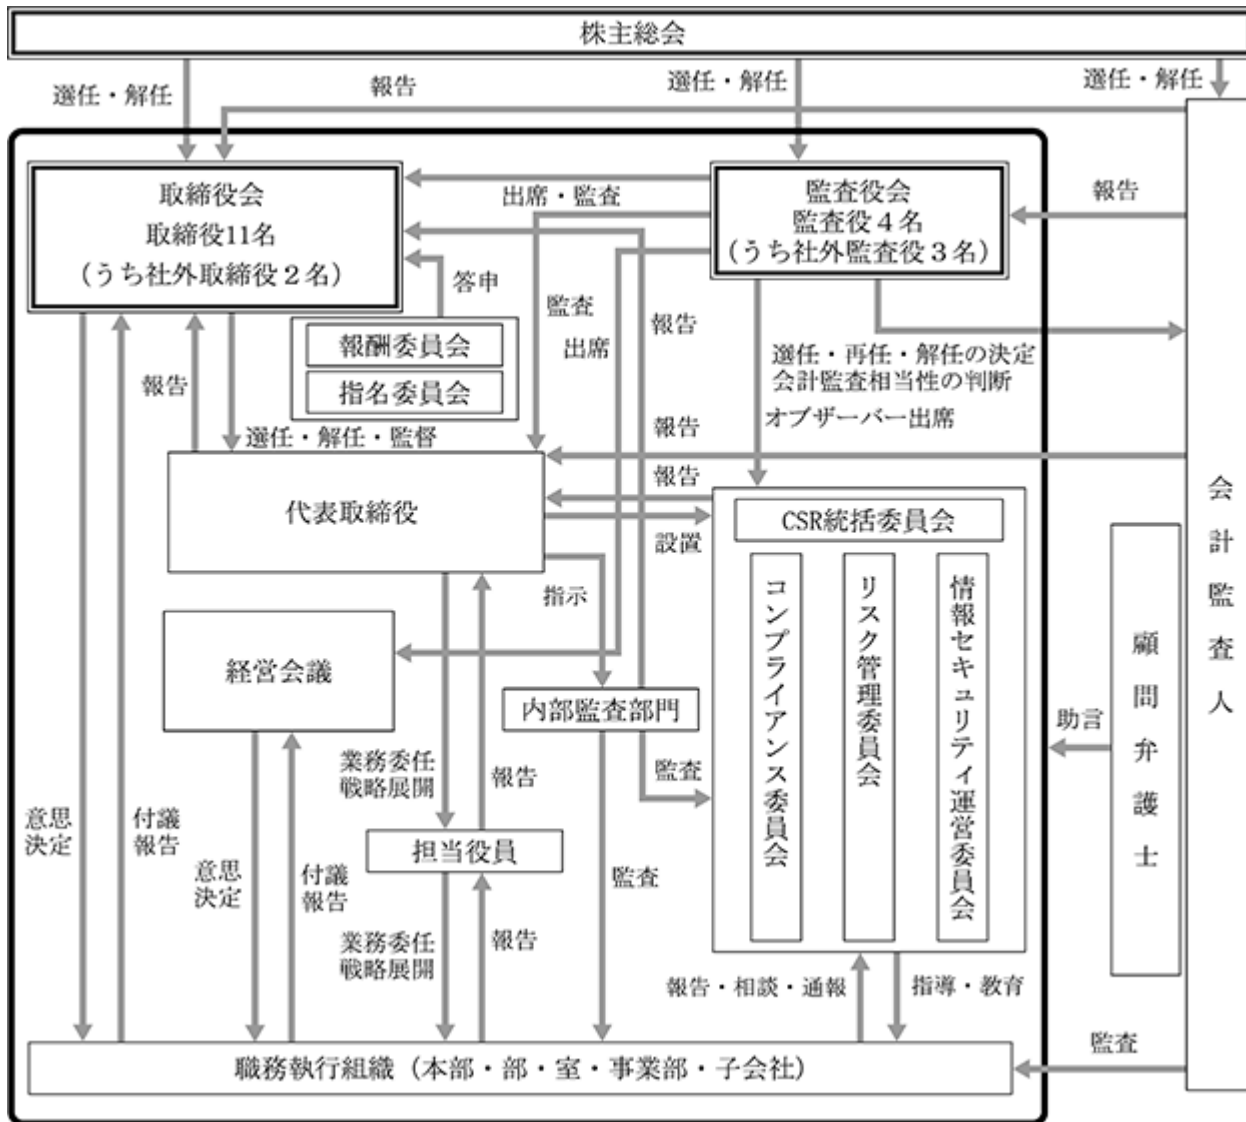 株主総会
選任・解任
報告
選任・解任
選任・解任
取締役会
取締役11名
(うち社外取締役2名)
出席・監査
監査役会
監査役4名
(うち社外監査役3名)
報告
答申
報酬委員会
指名委員会
監査
出席
報告
選任・再任・解任の決定
会計監査相当性の判断
オブザーバー出席
報告
選任・解任・監督
報告
代表取締役
報告
設置
指示
CSR統括委員会
コンプライアンス委員会
リスク管理委員会
情報セキュリティ運営委員会
会計監査人
顧問弁護士
助言
経営会議
内部監査部門
監査
業務委任
戦略展開
報告
担当役員
意思
決定
付議
報告
意思
決定
付議
報告
業務委任
戦略展開
報告
監査
報告・相談・通報
指導・教育
監査
職務執行組織(本部・部・室・事業部・子会社)